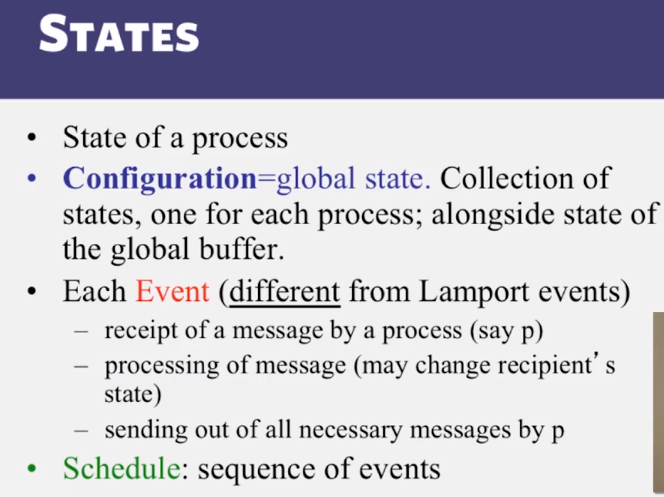 STATES
• State of a process
• Configuration=global state. Collection of
states, one for each process; alongside state of
the global buffer.
• Each Event (different from Lamport events)
– receipt of a message by a process (say p)
– processing of message (may change recipient’s
state)
– sending out of all necessary messages by p
• Schedule: sequence of events